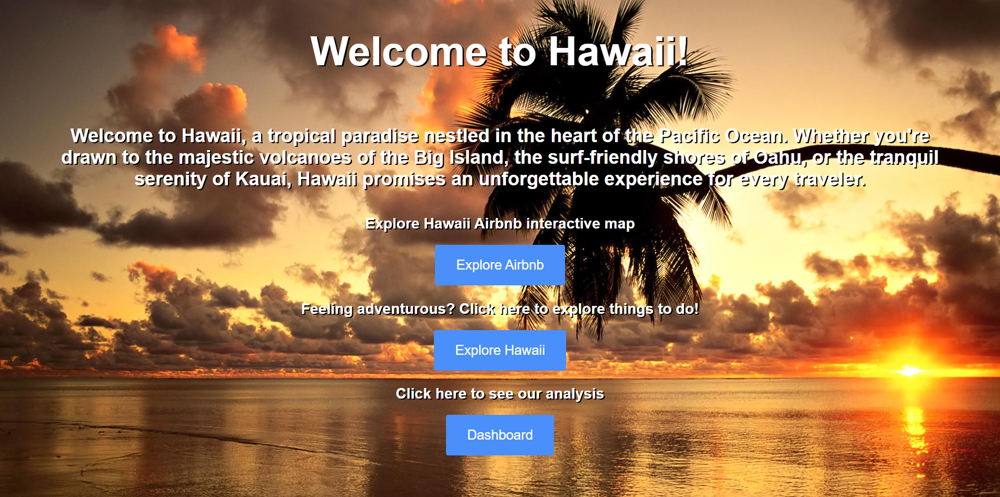 Welcome to Hawaii!
Welcome to Hawaii, a tropical paradise nestled in the heart of the Pacific Ocean. Whether you're
drawn to the majestic volcanoes of the Big Island, the surf-friendly shores of Oahu, or the tranquil
serenity of Kauai, Hawaii promises an unforgettable experience for every traveler.
Explore Hawaii Airbnb interactive map
Explore Airbnb
Feeling adventurous? Click here to explore things to do!
Explore Hawaii
Click here to see our analysis
Dashboard